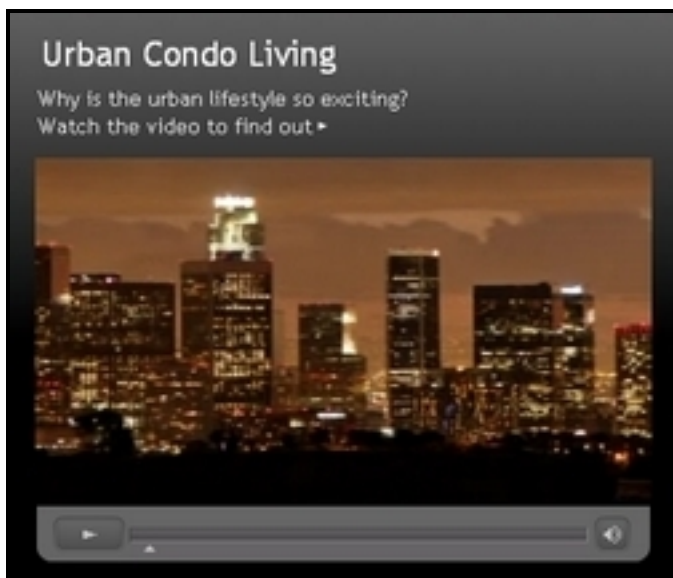 Urban Condo Living
Why is the urban lifestyle so exciting?
Watch the video to find out